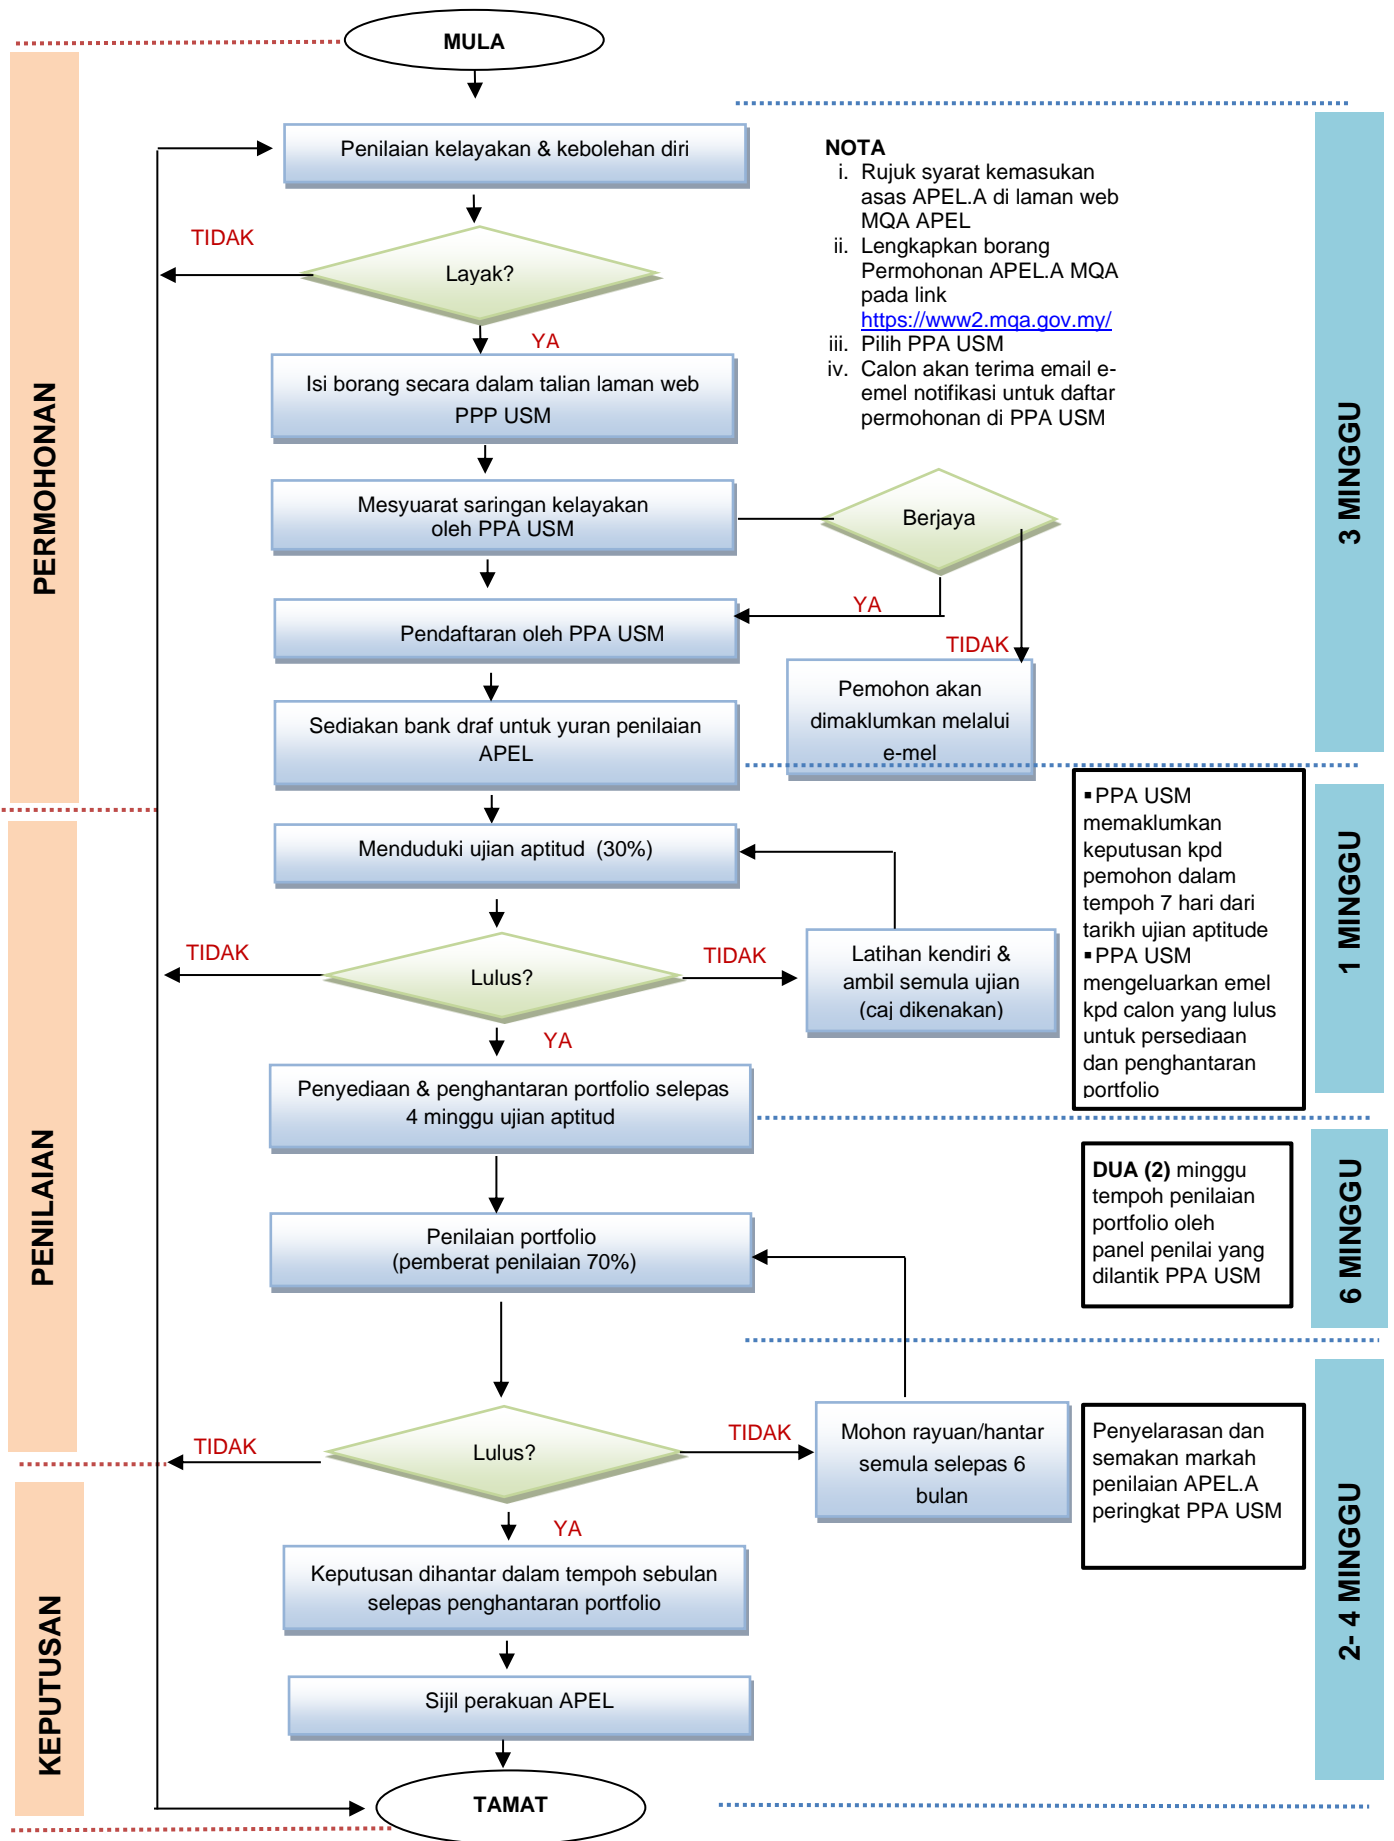 MULA
PERMOHONAN
Penilaian kelayakan & kebolehan diri
NOTA
i. Rujuk syarat kemasukan
asas APEL.A di laman web
MQA APEL
ii. Lengkapkan borang
Permohonan APEL.A MQA
pada link
https://www2.mqa.gov.my/
iii. Pilih PPA USM
iv. Calon akan terima email e-
emel notifikasi untuk daftar
permohonan di PPA USM
3 MINGGU
TIDAK
Layak?
YA
Isi borang secara dalam talian laman web
PPP USM
Mesyuarat saringan kelayakan
oleh PPA USM
Berjaya
YA
TIDAK
Pendaftaran oleh PPA USM
Pemohon akan
dimaklumkan melalui
e-mel
Sediakan bank draf untuk yuran penilaian
APEL
PENILAIAN
Menduduki ujian aptitud (30%)
▪PPA USM
memaklumkan
keputusan kpd
pemohon dalam
tempoh 7 hari dari
tarikh ujian aptitude
▪PPA USM
mengeluarkan emel
kpd calon yang lulus
untuk persediaan
dan penghantaran
portfolio
1 MINGGU
TIDAK
Lulus?
TIDAK
Latihan kendiri &
ambil semula ujian
(caj dikenakan)
YA
Penyediaan & penghantaran portfolio selepas
4 minggu ujian aptitud
DUA (2) minggu
tempoh penilaian
portfolio oleh
panel penilai yang
dilantik PPA USM
6 MINGGU
Penilaian portfolio
(pemberat penilaian 70%)
TIDAK
Lulus?
TIDAK
Mohon rayuan/hantar
semula selepas 6
bulan
Penyelarasan dan
semakan markah
penilaian APEL.A
peringkat PPA USM
2- 4 MINGGU
YA
KEPUTUSAN
Keputusan dihantar dalam tempoh sebulan
selepas penghantaran portfolio
Sijil perakuan APEL
TAMAT